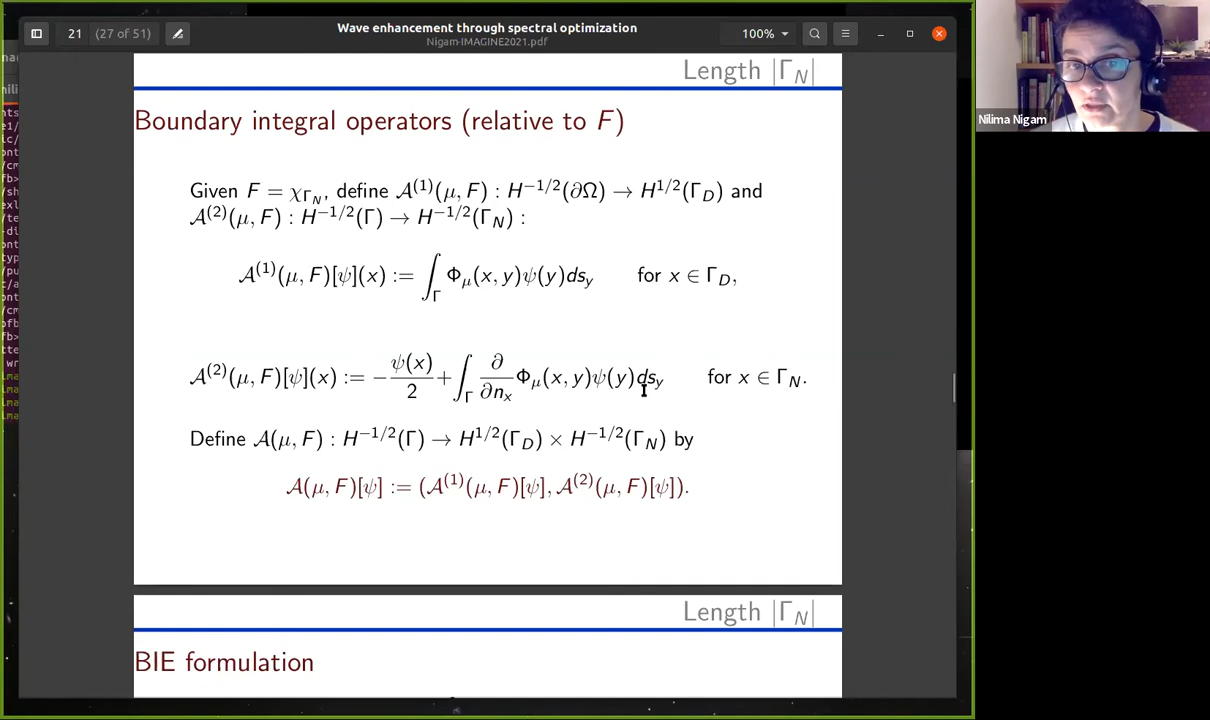 Wave enhancement through spectral optimization
21 (27 of 51) Nigam-IMAGINE2021.pdf 100%
Length |Γ_N|
Boundary integral operators (relative to F)
Given F = χ_{Γ_N}, define 𝒜^{(1)}(μ, F) : H^{-1/2}(∂Ω) → H^{1/2}(Γ_D) and
𝒜^{(2)}(μ, F) : H^{-1/2}(Γ) → H^{-1/2}(Γ_N) :
𝒜^{(1)}(μ, F)[ψ](x) := ∫_Γ Φ_μ(x, y)ψ(y)ds_y for x ∈ Γ_D,
𝒜^{(2)}(μ, F)[ψ](x) := −ψ(x)/2 + ∫_Γ ∂/∂n_x Φ_μ(x, y)ψ(y)ds_y for x ∈ Γ_N.
Define 𝒜(μ, F) : H^{-1/2}(Γ) → H^{1/2}(Γ_D) × H^{-1/2}(Γ_N) by
𝒜(μ, F)[ψ] := (𝒜^{(1)}(μ, F)[ψ], 𝒜^{(2)}(μ, F)[ψ]).
Length |Γ_N|
BIE formulation
Nilima Nigam